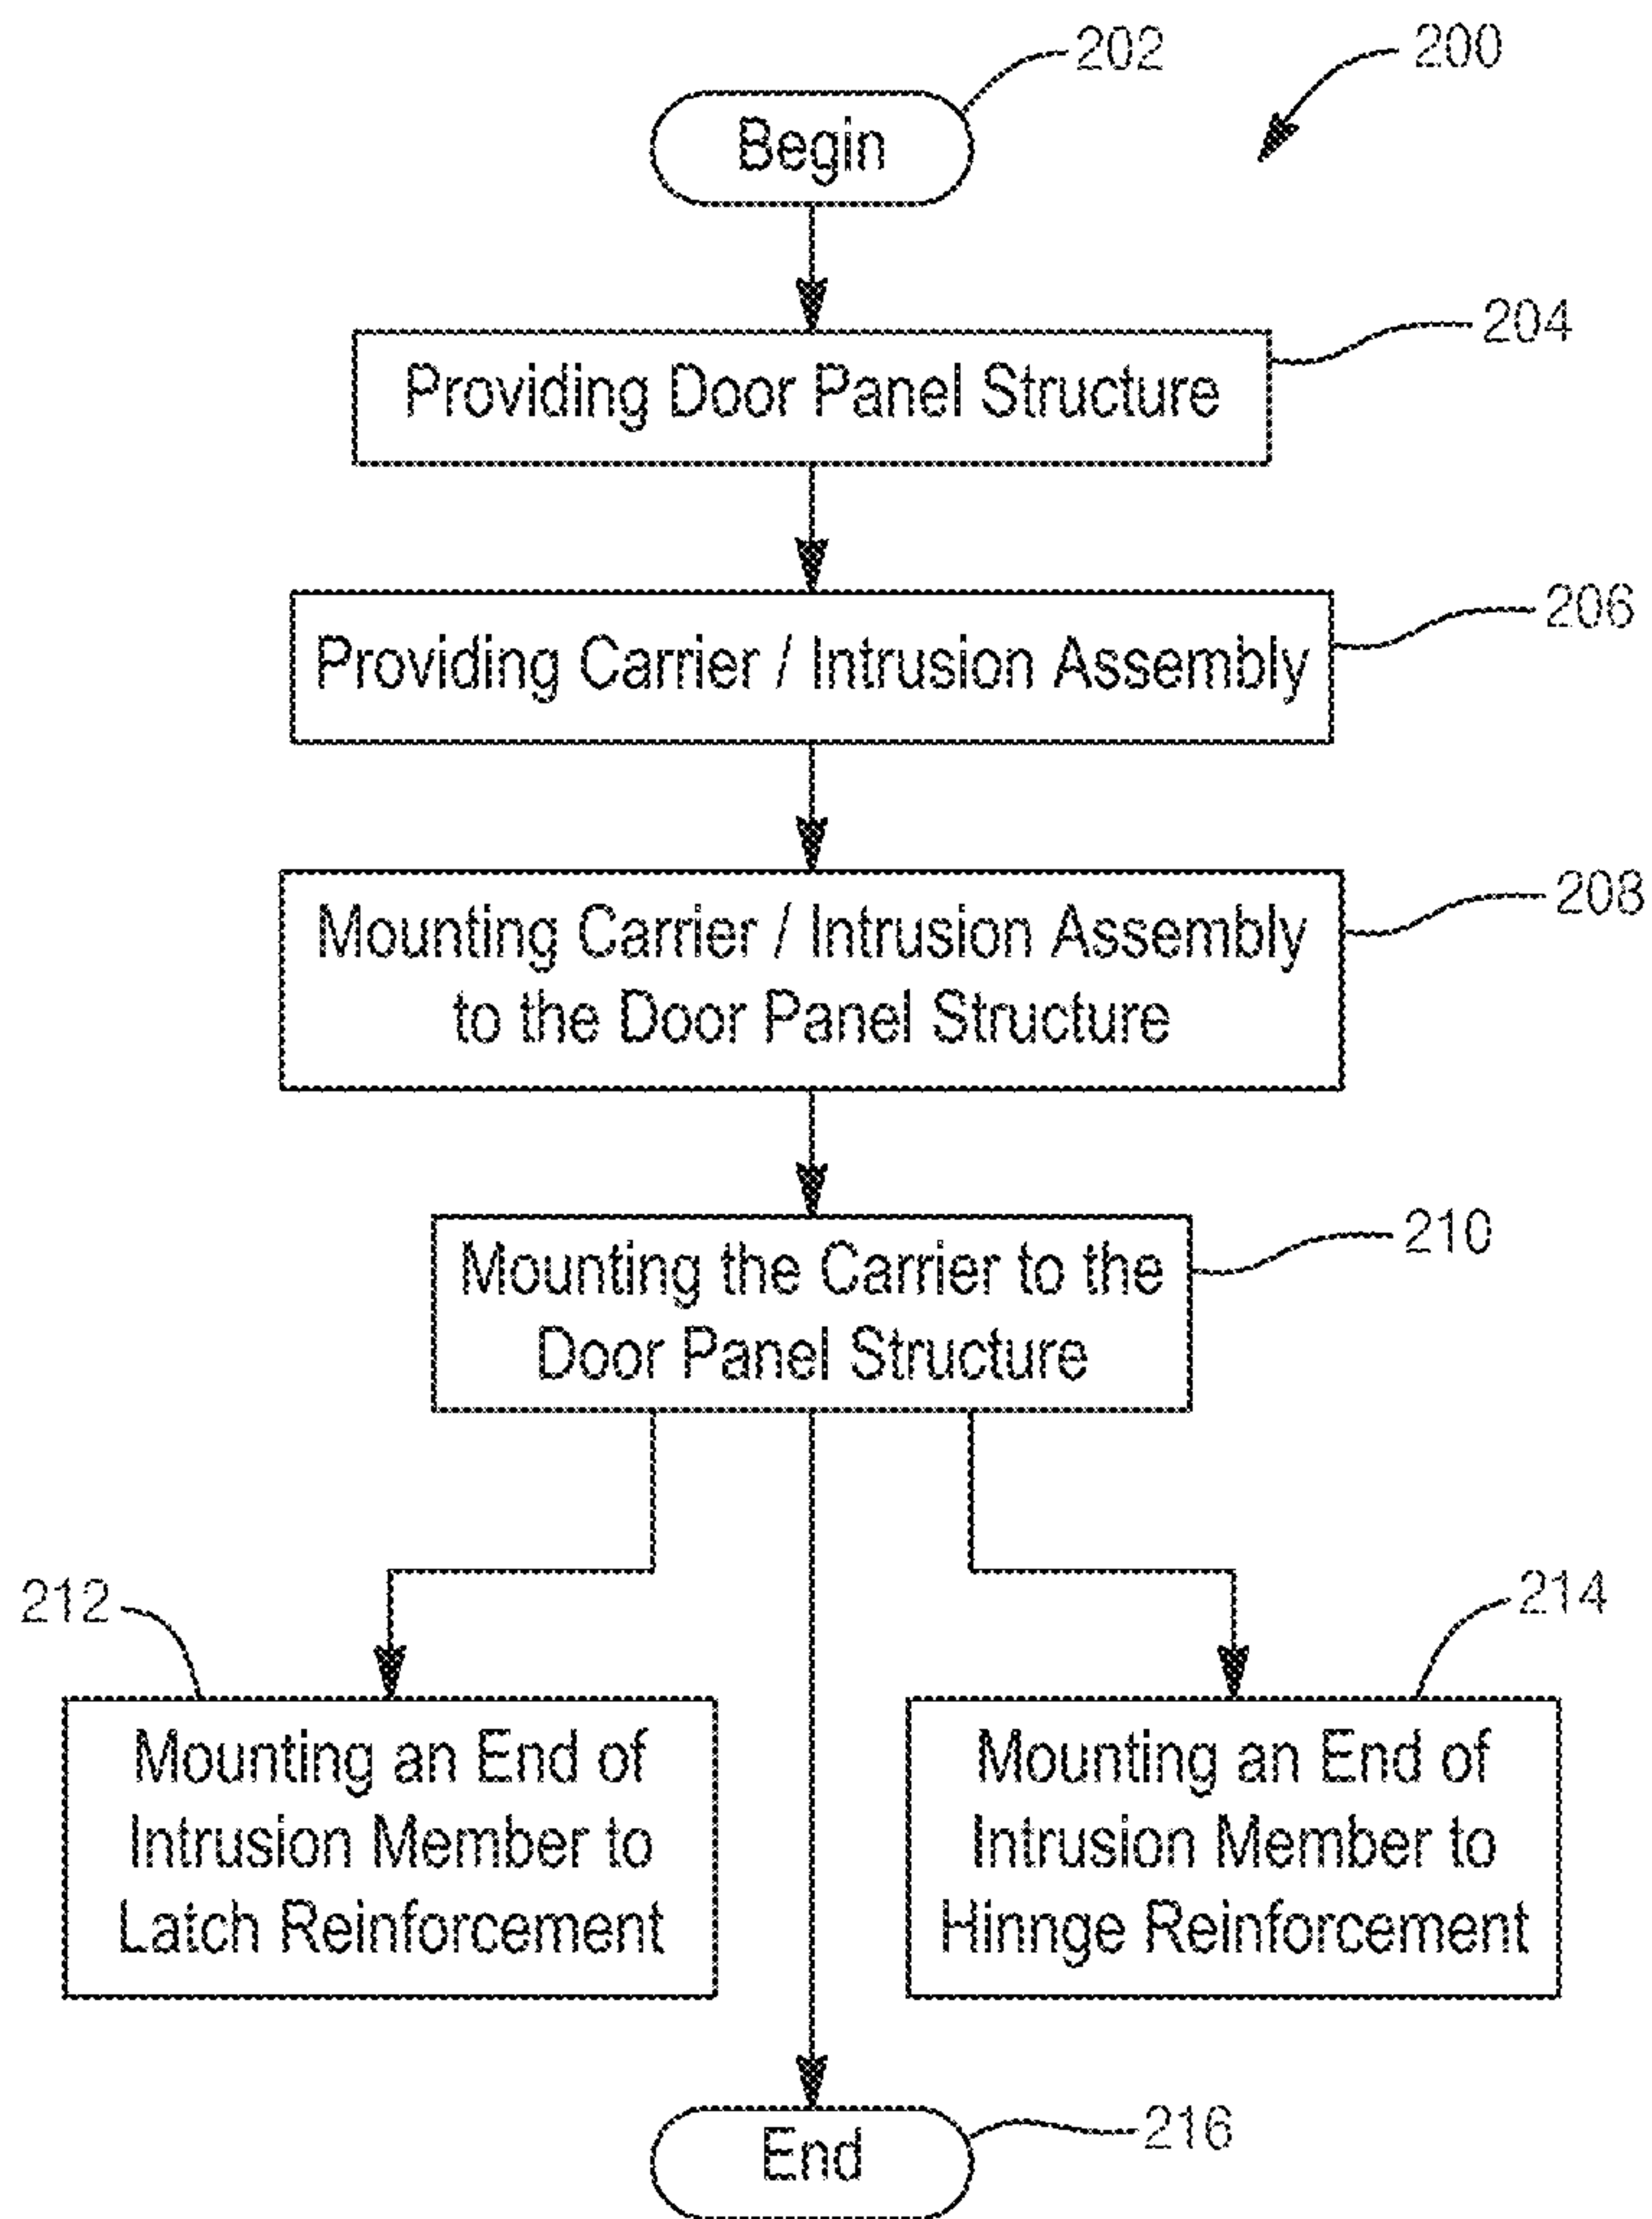 202
200
Begin
204
Providing Door Panel Structure
206
Providing Carrier / Intrusion Assembly
208
Mounting Carrier / Intrusion Assembly
to the Door Panel Structure
210
Mounting the Carrier to the
Door Panel Structure
212
214
Mounting an End of
Intrusion Member to
Latch Reinforcement
Mounting an End of
Intrusion Member to
Hinnge Reinforcement
End
216